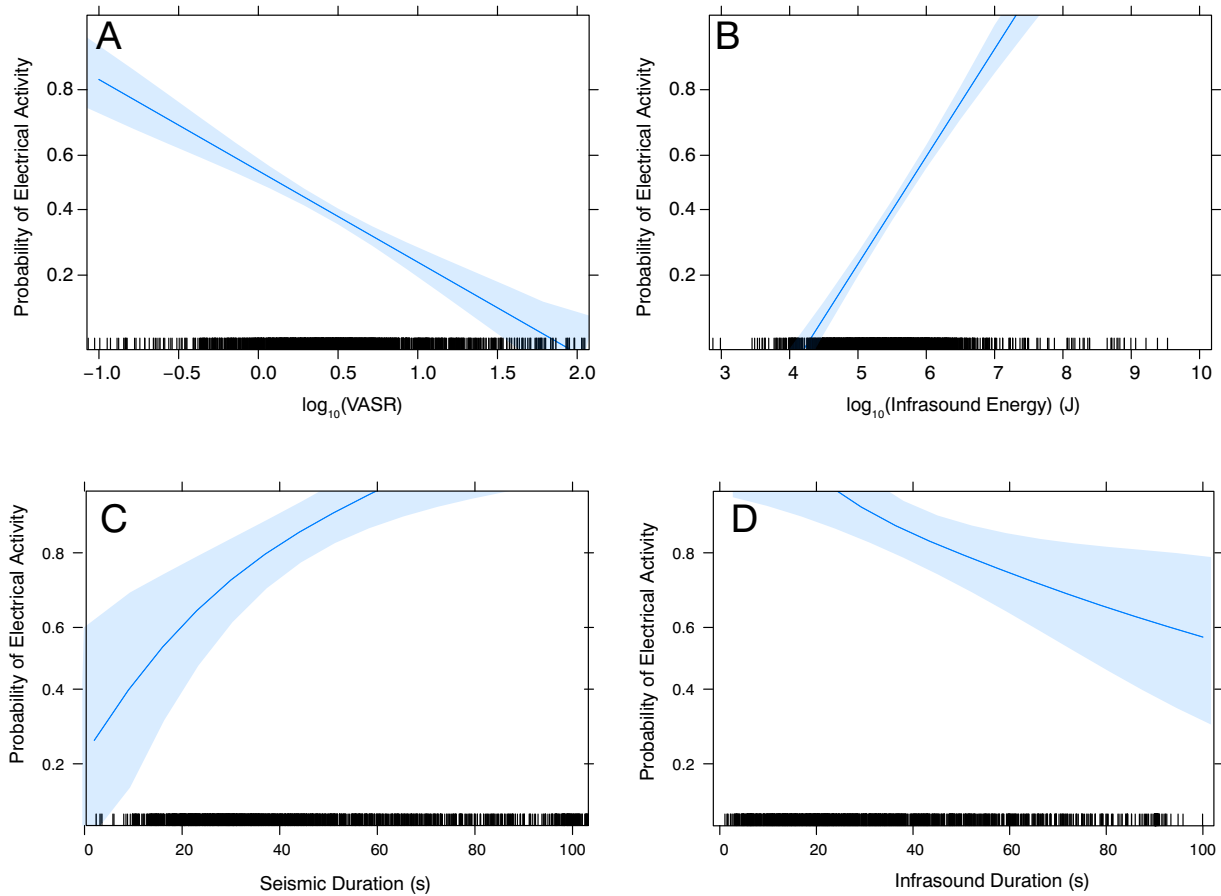 A
Probability of Electrical Activity
0.8
0.6
0.4
0.2
−1.0 −0.5 0.0 0.5 1.0 1.5 2.0
log10(VASR)
B
Probability of Electrical Activity
0.8
0.6
0.4
0.2
3 4 5 6 7 8 9 10
log10(Infrasound Energy) (J)
C
Probability of Electrical Activity
0.8
0.6
0.4
0.2
0 20 40 60 80 100
Seismic Duration (s)
D
Probability of Electrical Activity
0.8
0.6
0.4
0.2
0 20 40 60 80 100
Infrasound Duration (s)